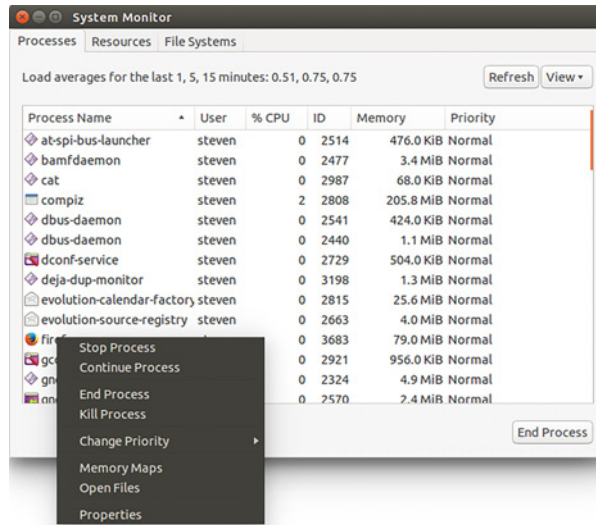 System Monitor
Processes Resources File Systems
Load averages for the last 1, 5, 15 minutes: 0.51, 0.75, 0.75 Refresh View
Process Name User % CPU ID Memory Priority
at-spi-bus-launcher steven 0 2514 476.0 KiB Normal
bamfdaemon steven 0 2477 3.4 MiB Normal
cat steven 0 2987 68.0 KiB Normal
compiz steven 2 2808 205.8 MiB Normal
dbus-daemon steven 0 2541 424.0 KiB Normal
dbus-daemon steven 0 2440 1.1 MiB Normal
dconf-service steven 0 2729 504.0 KiB Normal
deja-dup-monitor steven 0 3198 1.3 MiB Normal
evolution-calendar-factory steven 0 2815 25.6 MiB Normal
evolution-source-registry steven 0 2663 4.0 MiB Normal
0 3683 79.0 MiB Normal
0 2921 956.0 KiB Normal
0 2324 4.9 MiB Normal
0 2570 2.4 MiB Normal
Stop Process
Continue Process
End Process
Kill Process
Change Priority
Memory Maps
Open Files
Properties
End Process